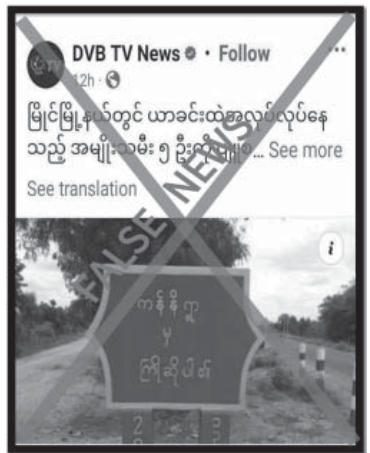 DVB TV News • Follow
12h
မြိုင်မြို့နယ်တွင် ယာခင်းထဲအလုပ်လုပ်နေ
သည့် အမျိုးသမီး ၅ ဦးကို ... See more
See translation
FALSE NEWS
i
ကန်နီရွာ
မှ
ကြိုဆိုပါ၏